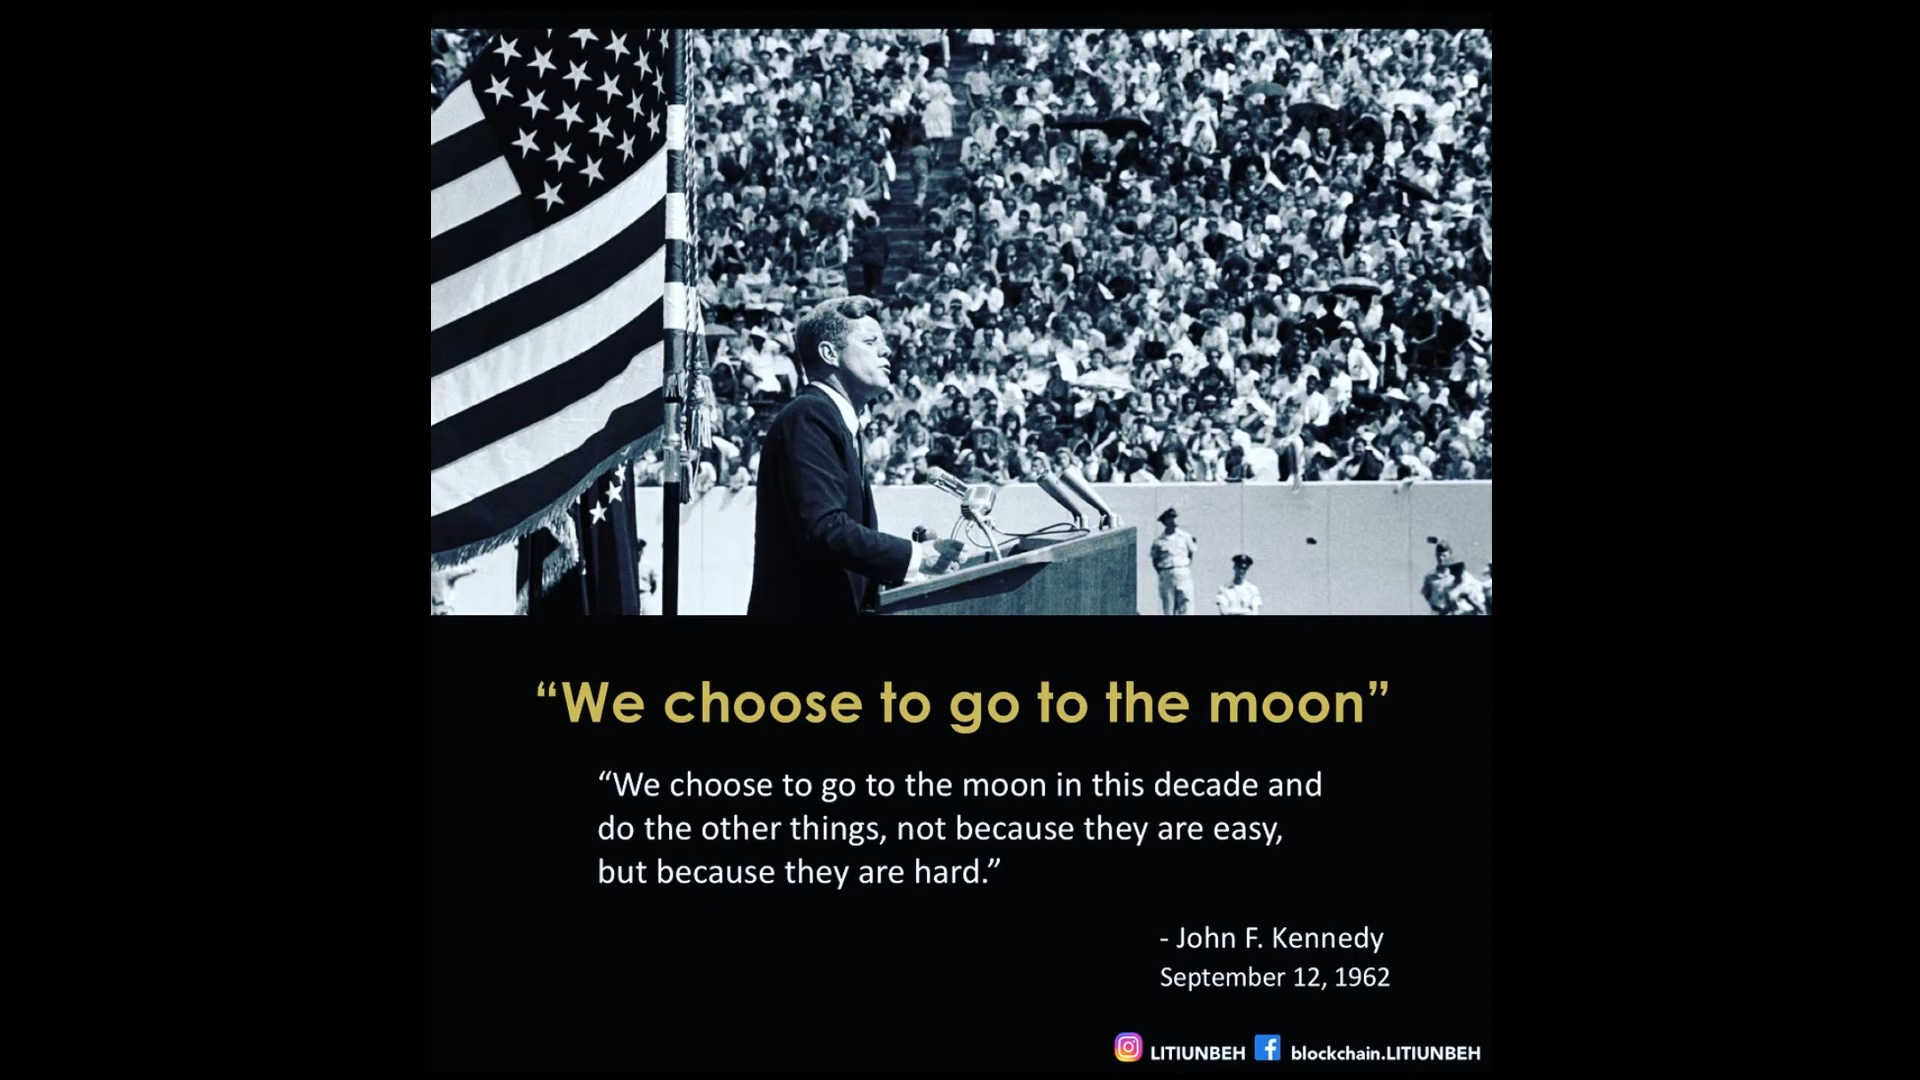 “We choose to go to the moon”
“We choose to go to the moon in this decade and
do the other things, not because they are easy,
but because they are hard.”
- John F. Kennedy
September 12, 1962
LITIUNBEH blockchain.LITIUNBEH